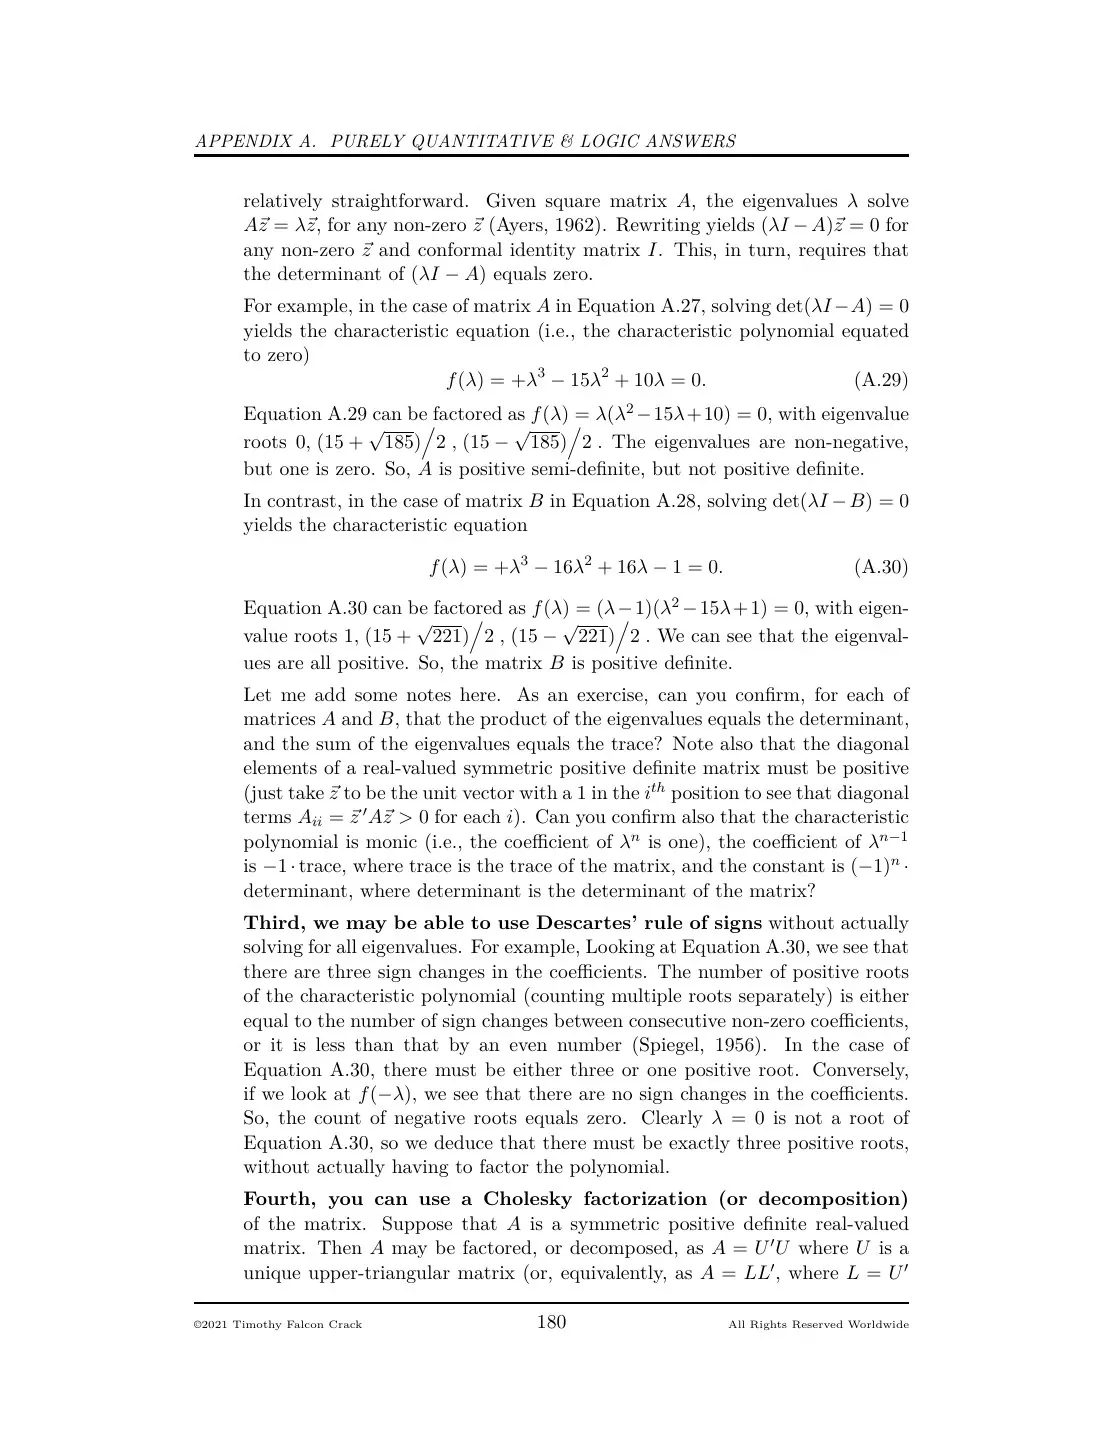 APPENDIX A. PURELY QUANTITATIVE & LOGIC ANSWERS
relatively straightforward. Given square matrix A, the eigenvalues λ solve
Az⃗ = λz⃗, for any non-zero z⃗ (Ayers, 1962). Rewriting yields (λI − A)z⃗ = 0 for
any non-zero z⃗ and conformal identity matrix I. This, in turn, requires that
the determinant of (λI − A) equals zero.
For example, in the case of matrix A in Equation A.27, solving det(λI−A) = 0
yields the characteristic equation (i.e., the characteristic polynomial equated
to zero)
f(λ) = +λ³ − 15λ² + 10λ = 0. (A.29)
Equation A.29 can be factored as f(λ) = λ(λ²−15λ+10) = 0, with eigenvalue
roots 0, (15 + √185)/2 , (15 − √185)/2 . The eigenvalues are non-negative,
but one is zero. So, A is positive semi-definite, but not positive definite.
In contrast, in the case of matrix B in Equation A.28, solving det(λI−B) = 0
yields the characteristic equation
f(λ) = +λ³ − 16λ² + 16λ − 1 = 0. (A.30)
Equation A.30 can be factored as f(λ) = (λ−1)(λ²−15λ+1) = 0, with eigen-
value roots 1, (15 + √221)/2 , (15 − √221)/2 . We can see that the eigenval-
ues are all positive. So, the matrix B is positive definite.
Let me add some notes here. As an exercise, can you confirm, for each of
matrices A and B, that the product of the eigenvalues equals the determinant,
and the sum of the eigenvalues equals the trace? Note also that the diagonal
elements of a real-valued symmetric positive definite matrix must be positive
(just take z⃗ to be the unit vector with a 1 in the iᵗʰ position to see that diagonal
terms Aᵢᵢ = z⃗ ′Az⃗ > 0 for each i). Can you confirm also that the characteristic
polynomial is monic (i.e., the coefficient of λⁿ is one), the coefficient of λⁿ⁻¹
is −1 · trace, where trace is the trace of the matrix, and the constant is (−1)ⁿ ·
determinant, where determinant is the determinant of the matrix?
Third, we may be able to use Descartes’ rule of signs without actually
solving for all eigenvalues. For example, Looking at Equation A.30, we see that
there are three sign changes in the coefficients. The number of positive roots
of the characteristic polynomial (counting multiple roots separately) is either
equal to the number of sign changes between consecutive non-zero coefficients,
or it is less than that by an even number (Spiegel, 1956). In the case of
Equation A.30, there must be either three or one positive root. Conversely,
if we look at f(−λ), we see that there are no sign changes in the coefficients.
So, the count of negative roots equals zero. Clearly λ = 0 is not a root of
Equation A.30, so we deduce that there must be exactly three positive roots,
without actually having to factor the polynomial.
Fourth, you can use a Cholesky factorization (or decomposition)
of the matrix. Suppose that A is a symmetric positive definite real-valued
matrix. Then A may be factored, or decomposed, as A = U′U where U is a
unique upper-triangular matrix (or, equivalently, as A = LL′, where L = U′
©2021 Timothy Falcon Crack 180 All Rights Reserved Worldwide